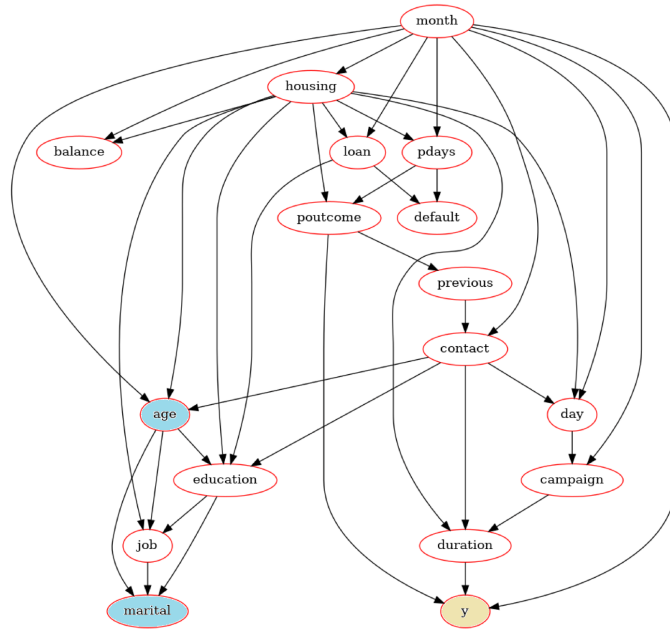 month
housing
balance
loan
pdays
poutcome
default
previous
contact
age
day
education
campaign
job
duration
marital
y